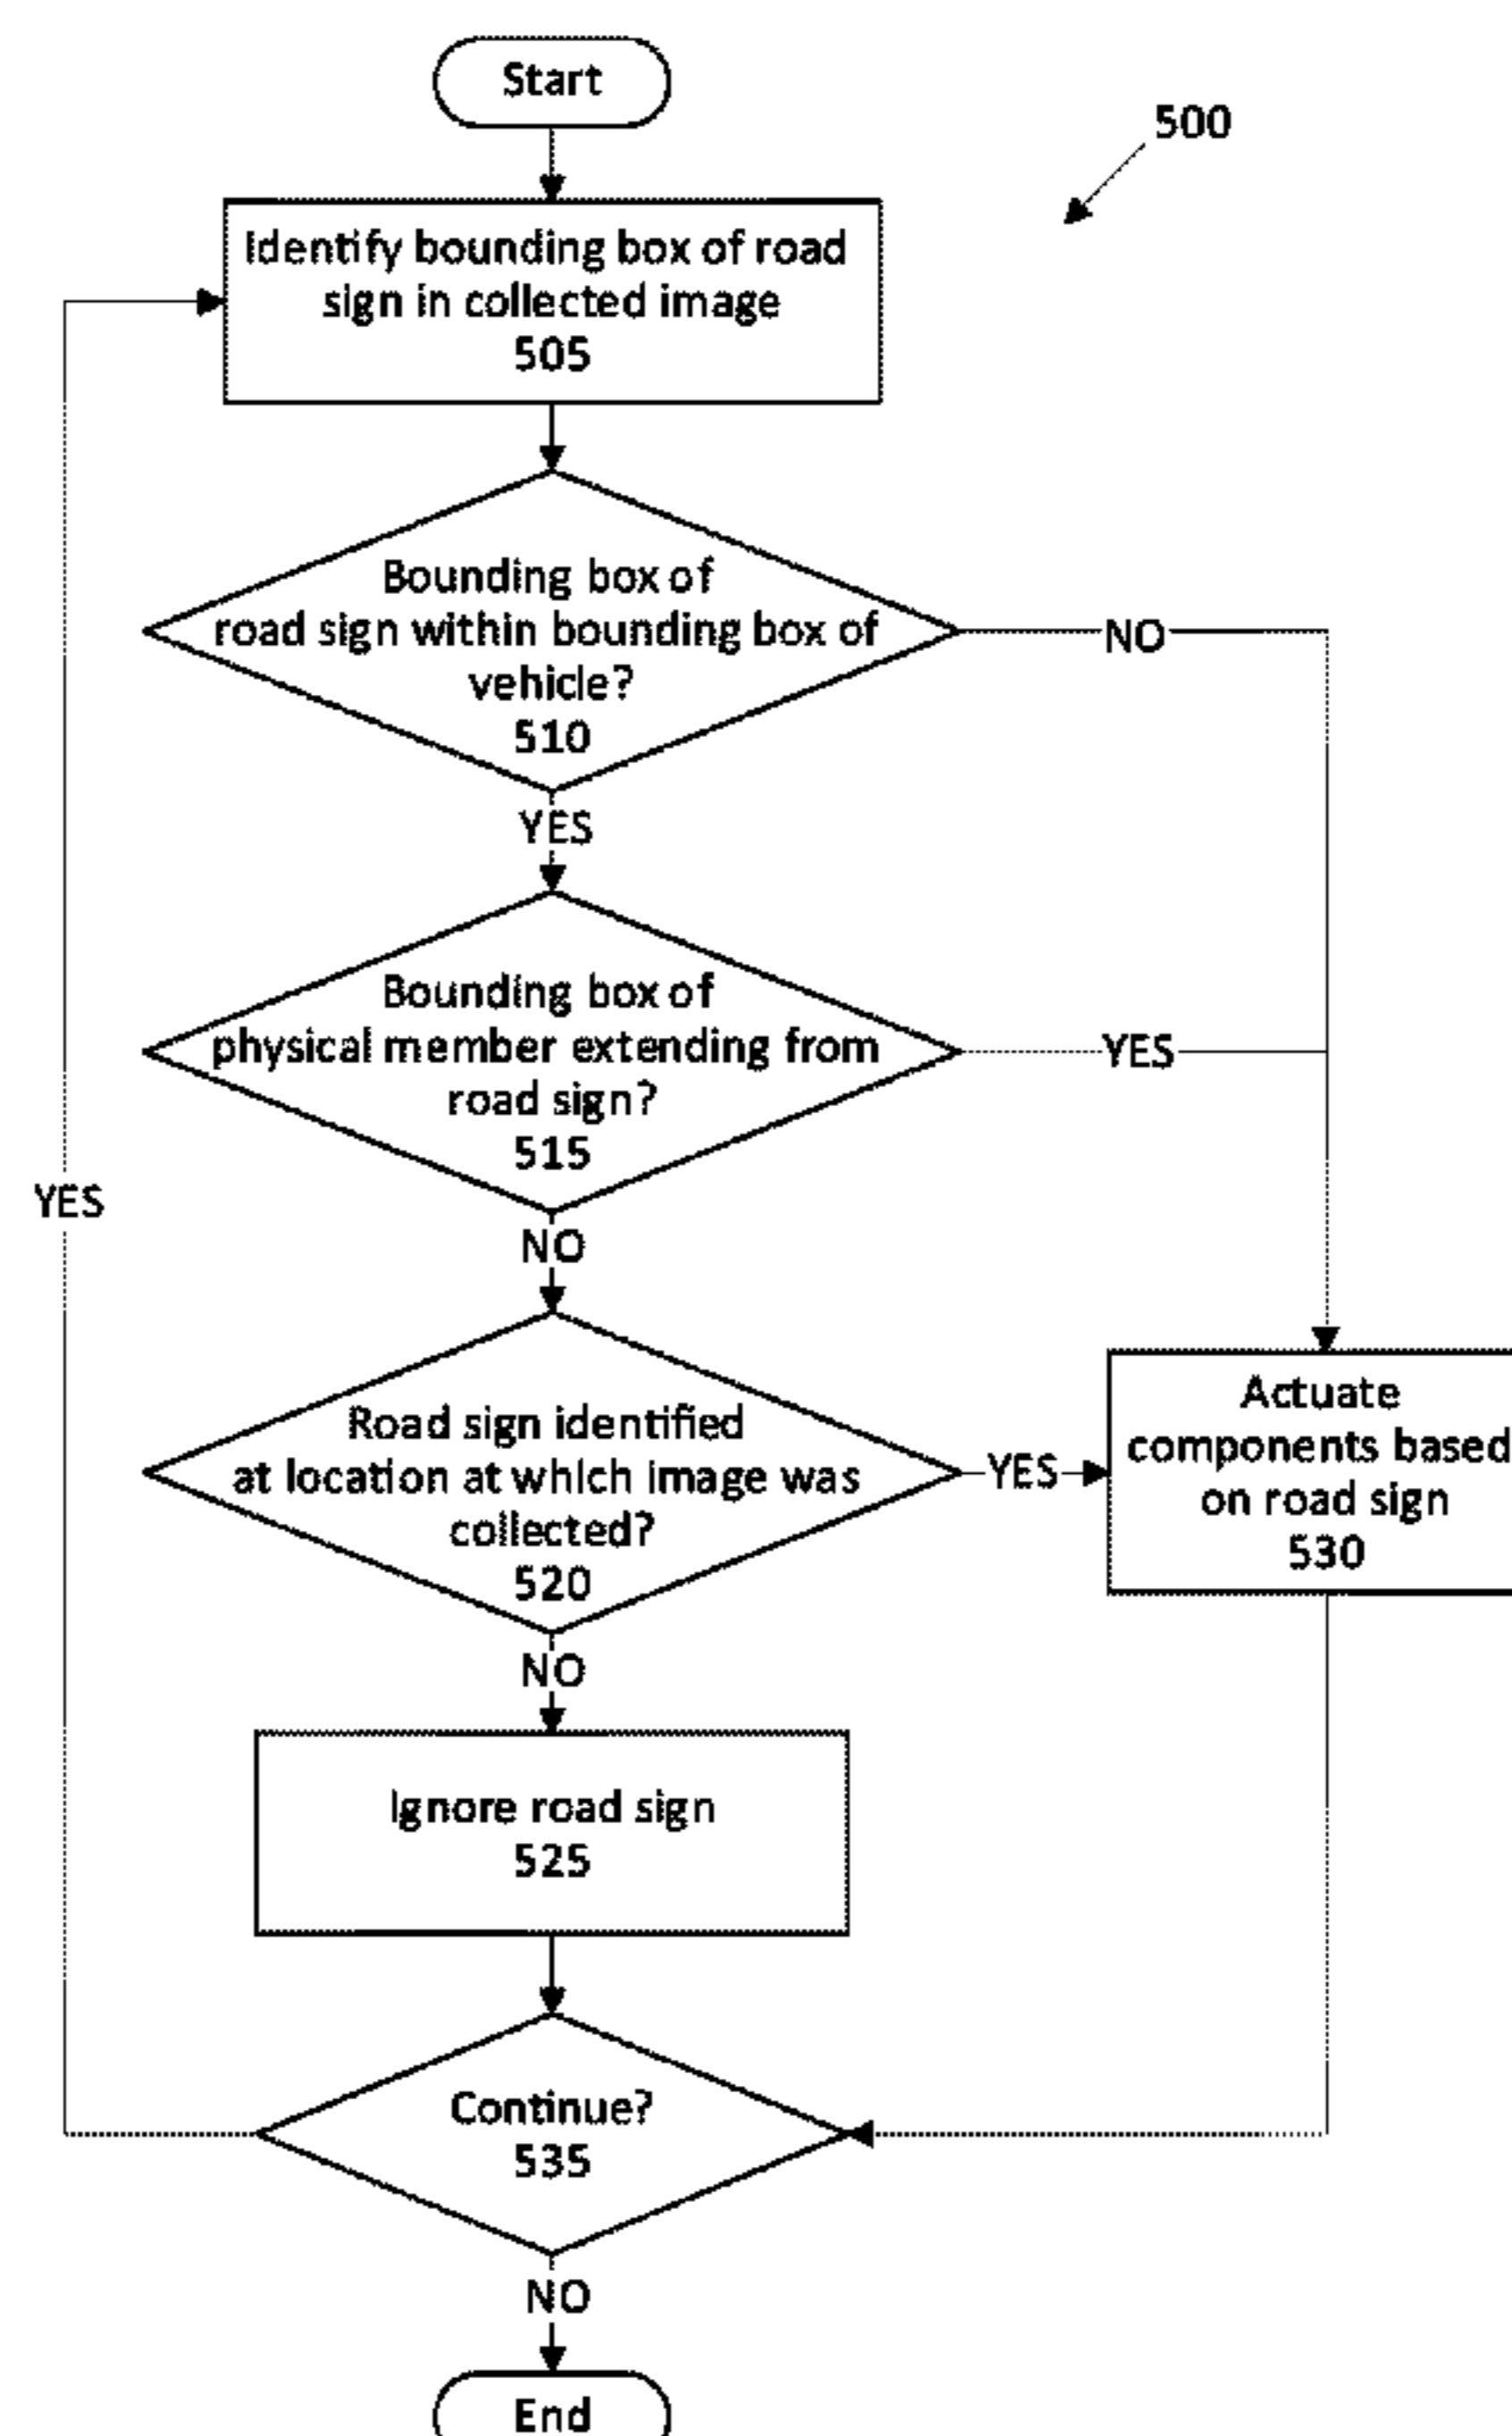 Start
500
Identify bounding box of road
sign in collected image
505
Bounding box of
road sign within bounding box of
vehicle?
510
NO
YES
Bounding box of
physical member extending from
road sign?
515
YES
YES
NO
Road sign identified
at location at which image was
collected?
520
YES
Actuate
components based
on road sign
530
NO
Ignore road sign
525
Continue?
535
NO
End